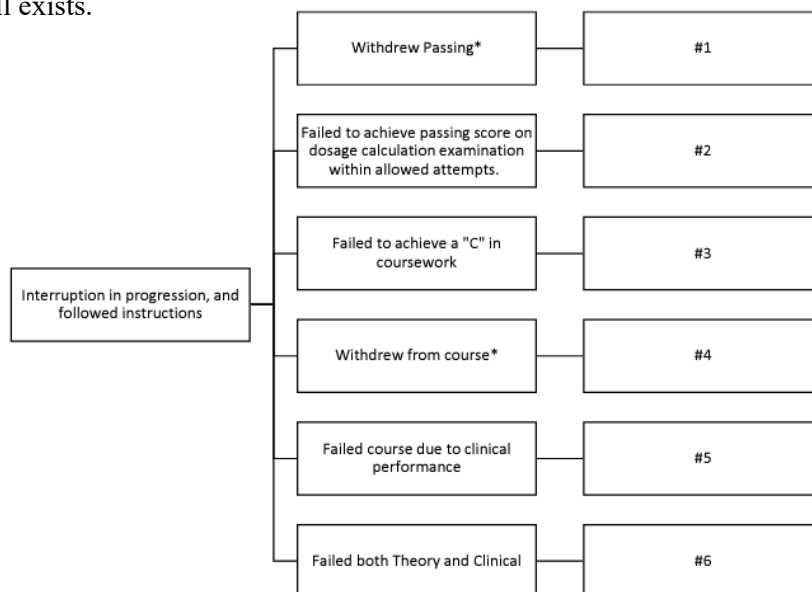 exists.
Withdrew Passing*
#1
Failed to achieve passing score on
dosage calculation examination
within allowed attempts.
#2
Failed to achieve a "C" in
coursework
#3
Interruption in progression, and
followed instructions
Withdrew from course*
#4
Failed course due to clinical
performance
#5
Failed both Theory and Clinical
#6